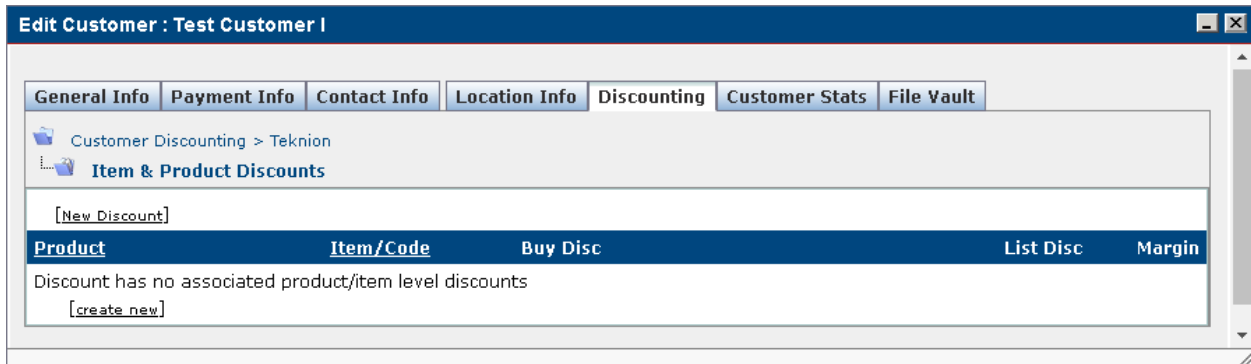 Edit Customer : Test Customer I
General Info Payment Info Contact Info Location Info Discounting Customer Stats File Vault
Customer Discounting > Teknion
Item & Product Discounts
[New Discount]
Product Item/Code Buy Disc List Disc Margin
Discount has no associated product/item level discounts
[create new]